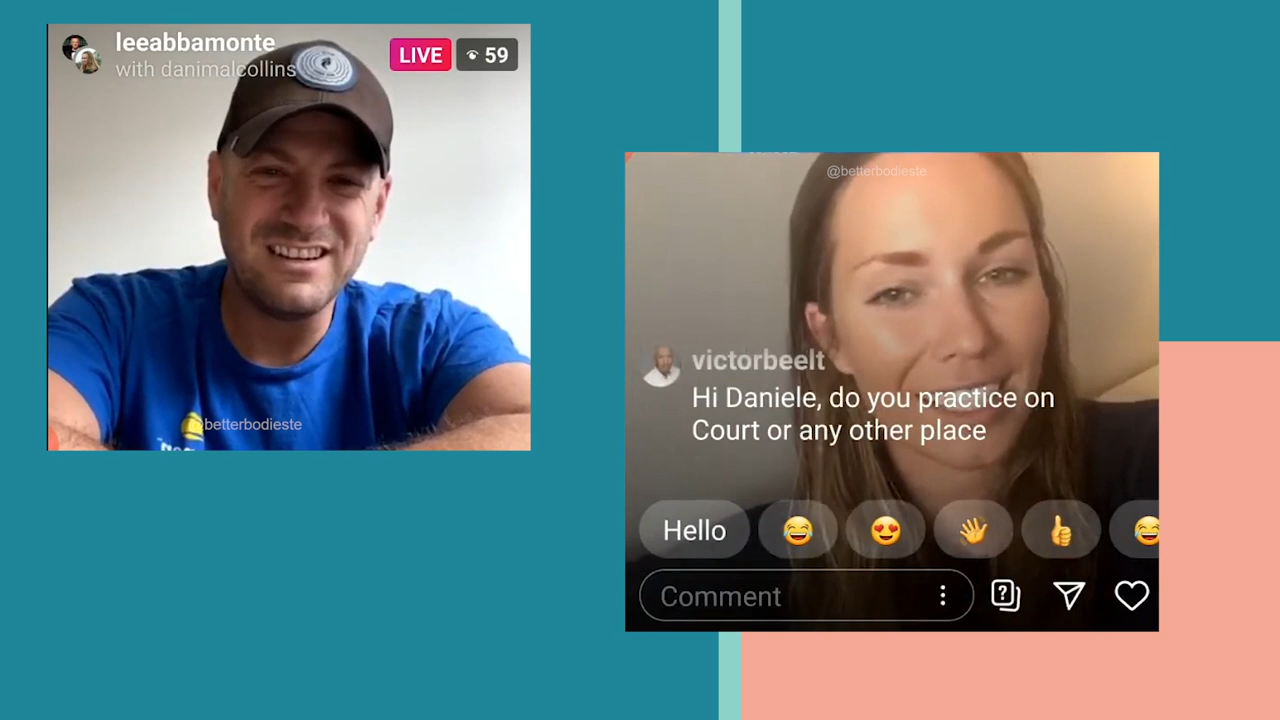 leeabbamonte
with danimalcollins
LIVE
59
betterbodieste
@betterbodieste
victorbeelt
Hi Daniele, do you practice on
Court or any other place
Hello
Comment